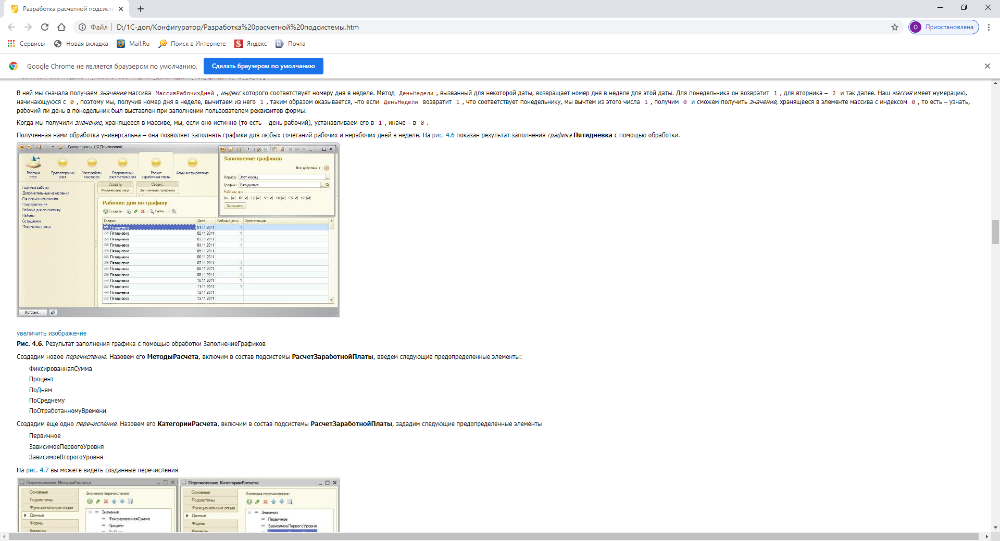 Разработка расчетной подсисте
Файл
D:/1С-доп/Конфигуратор/Разработка%20расчетной%20подсистемы.htm
О Приостановлена
Сервисы Новая вкладка Mail.Ru Поиск в Интернете Яндекс Почта
Google Chrome не является браузером по умолчанию. Сделать браузером по умолчанию
В ней мы сначала получаем значение массива МассивРабочихДней , индекс которого соответствует номеру дня в неделе. Метод ДеньНедели , вызванный для некоторой даты, возвращает номер дня в неделе для этой даты. Для понедельника он возвратит 1 , для вторника – 2 и так далее. Наш массив имеет нумерацию,
начинающуюся с 0 , поэтому мы, получив номер дня в неделе, вычитаем из него 1 , таким образом оказывается, что если ДеньНедели возвратит 1 , что соответствует понедельнику, мы вычтем из этого числа 1 , получим 0 и сможем получить значение, хранящееся в элементе массива с индексом 0 , то есть – узнать,
рабочий ли день в понедельник был выставлен при заполнении пользователем реквизитов формы.
Когда мы получили значение, хранящееся в массиве, мы, если оно истинно (то есть – день рабочий), устанавливаем его в 1 , иначе – в 0 .
Полученная нами обработка универсальна – она позволяет заполнять графики для любых сочетаний рабочих и нерабочих дней в неделе. На рис. 4.6 показан результат заполнения графика Пятидневка с помощью обработки.
Салон красоты (1С:Предприятие)
Рабочий стол
Бухгалтерский учет
Учет работы мастеров
Оперативный учет материалов
Расчет заработной платы
Администрирование
Графики работы
Дополнительные начисления
Основные начисления
Подразделения
Рабочие дни по графику
Районы
Сотрудники
Физические лица
Создать
Физические лица
Сервис
Заполнение графиков
Заполнение графиков
Все действия
Период: Этот месяц
График: Пятидневка
Рабочие дни
Пн: Вт: Ср: Чт: Пт: Сб: Вс:
Заполнить
Рабочие дни по графику
Создать Найти...
График Дата Рабочий день Организация
Пятидневка 01.11.2011 1
Пятидневка 02.11.2011 1
Пятидневка 03.11.2011 1
Пятидневка 04.11.2011 1
Пятидневка 05.11.2011
Пятидневка 06.11.2011
Пятидневка 07.11.2011 1
Пятидневка 08.11.2011 1
Пятидневка 09.11.2011 1
Пятидневка 10.11.2011 1
Пятидневка 11.11.2011 1
Пятидневка 12.11.2011
Пятидневка 13.11.2011
История...
увеличить изображение
Рис. 4.6. Результат заполнения графика с помощью обработки ЗаполнениеГрафиков
Создадим новое перечисление. Назовем его МетодыРасчета, включим в состав подсистемы РасчетЗаработнойПлаты, введем следующие предопределенные элементы:
ФиксированнаяСумма
Процент
ПоДням
ПоСреднему
ПоОтработанномуВремени
Создадим еще одно перечисление. Назовем его КатегорииРасчета, включим в состав подсистемы РасчетЗаработнойПлаты, зададим следующие предопределенные элементы
Первичное
ЗависимоеПервогоУровня
ЗависимоеВторогоУровня
На рис. 4.7 вы можете видеть созданные перечисления
Перечисление МетодыРасчета
Основные
Подсистемы
Функциональные опции
Данные
Формы
Команды
Значения перечисления:
Значения
ФиксированнаяСумма
Процент
Перечисление КатегорииРасчета
Основные
Подсистемы
Функциональные опции
Данные
Формы
Команды
Значения перечисления:
Значения
Первичное
ЗависимоеПервогоУровня